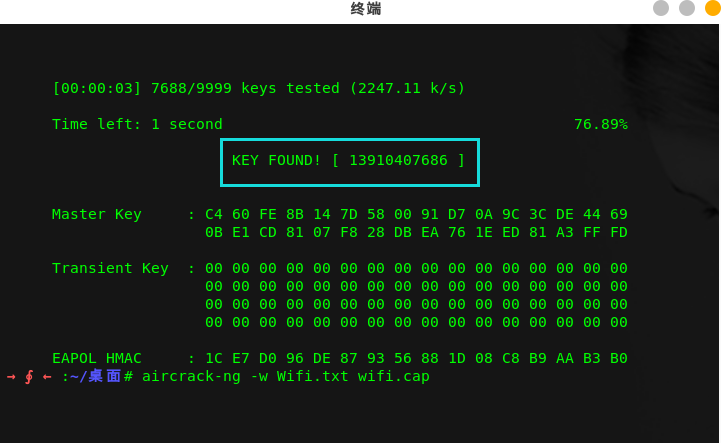 终端
[00:00:03] 7688/9999 keys tested (2247.11 k/s)
Time left: 1 second 76.89%
KEY FOUND! [ 13910407686 ]
Master Key : C4 60 FE 8B 14 7D 58 00 91 D7 0A 9C 3C DE 44 69
0B E1 CD 81 07 F8 28 DB EA 76 1E ED 81 A3 FF FD
Transient Key : 00 00 00 00 00 00 00 00 00 00 00 00 00 00 00 00
00 00 00 00 00 00 00 00 00 00 00 00 00 00 00 00
00 00 00 00 00 00 00 00 00 00 00 00 00 00 00 00
00 00 00 00 00 00 00 00 00 00 00 00 00 00 00 00
EAPOL HMAC : 1C E7 D0 96 DE 87 93 56 88 1D 08 C8 B9 AA B3 B0
→ ∮ ← :~/桌面# aircrack-ng -w Wifi.txt wifi.cap